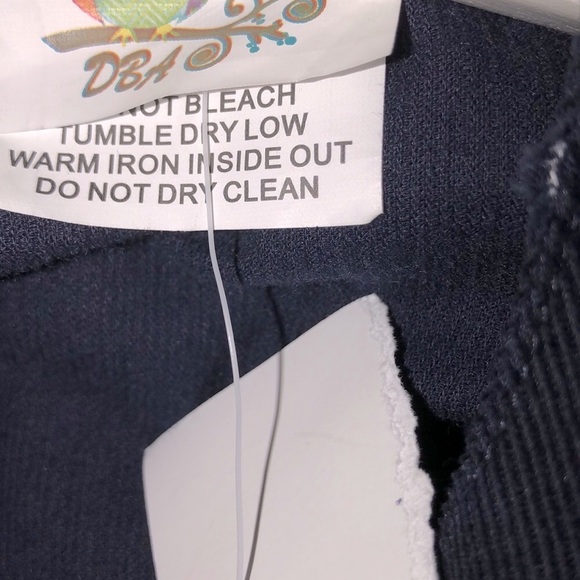 DBA
NOT BLEACH
TUMBLE DRY LOW
WARM IRON INSIDE OUT
DO NOT DRY CLEAN